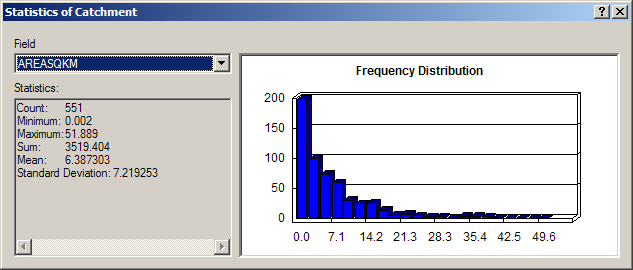 Statistics of Catchment
Field
AREASQKM
Statistics:
Count: 551
Minimum: 0.002
Maximum: 51.889
Sum: 3519.404
Mean: 6.387303
Standard Deviation: 7.219253
Frequency Distribution
200
150
100
50
0
0.0 7.1 14.2 21.3 28.3 35.4 42.5 49.6